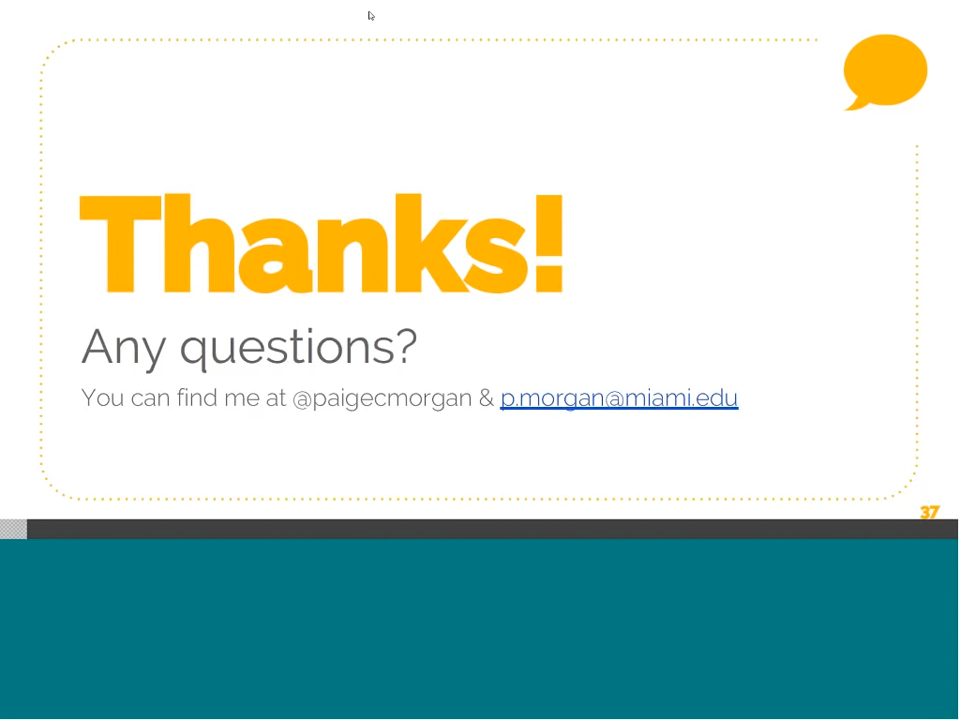 Thanks!
Any questions?
You can find me at @paigecmorgan & p.morgan@miami.edu
37